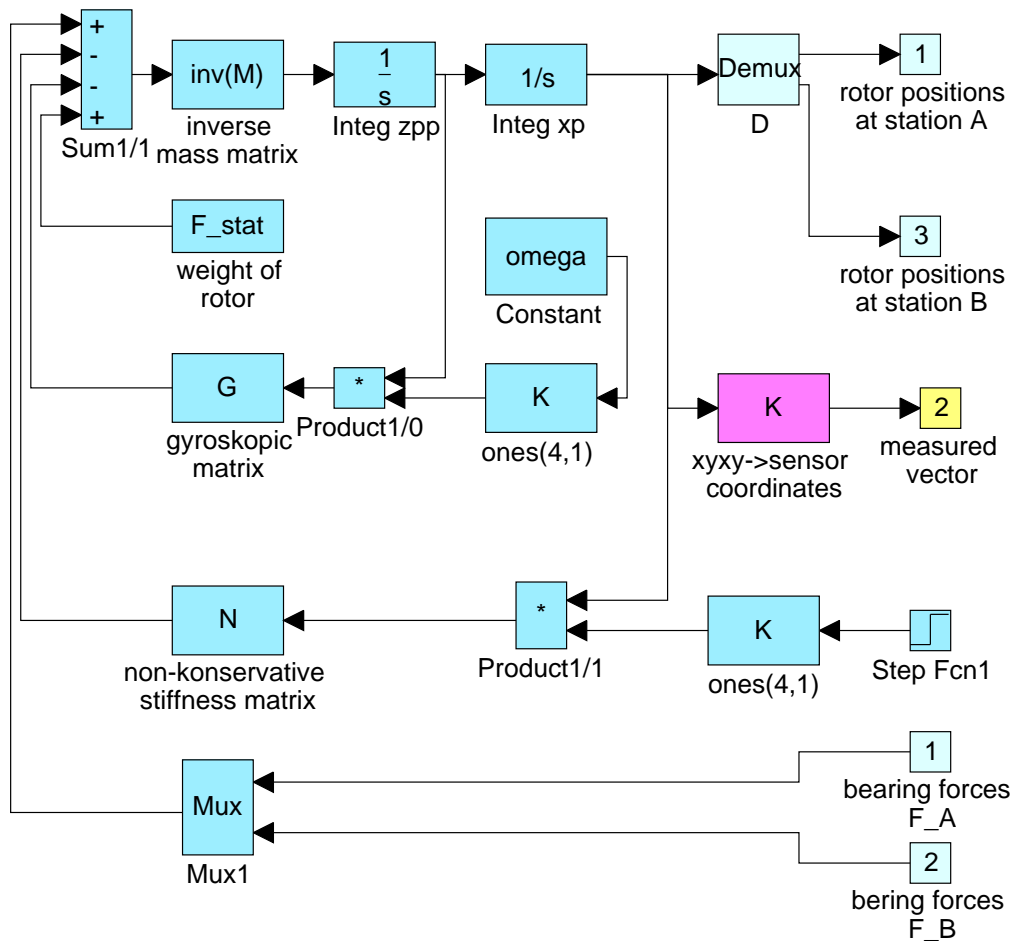 +
-
-
+
Sum1/1
inv(M)
inverse
mass matrix
1
s
Integ zpp
1/s
Integ xp
Demux
D
1
rotor positions
at station A
F_stat
weight of
rotor
omega
Constant
3
rotor positions
at station B
G
gyroskopic
matrix
*
Product1/0
K
ones(4,1)
K
xyxy->sensor
coordinates
2
measured
vector
N
non-konservative
stiffness matrix
*
Product1/1
K
ones(4,1)
Step Fcn1
Mux
Mux1
1
bearing forces
F_A
2
bering forces
F_B